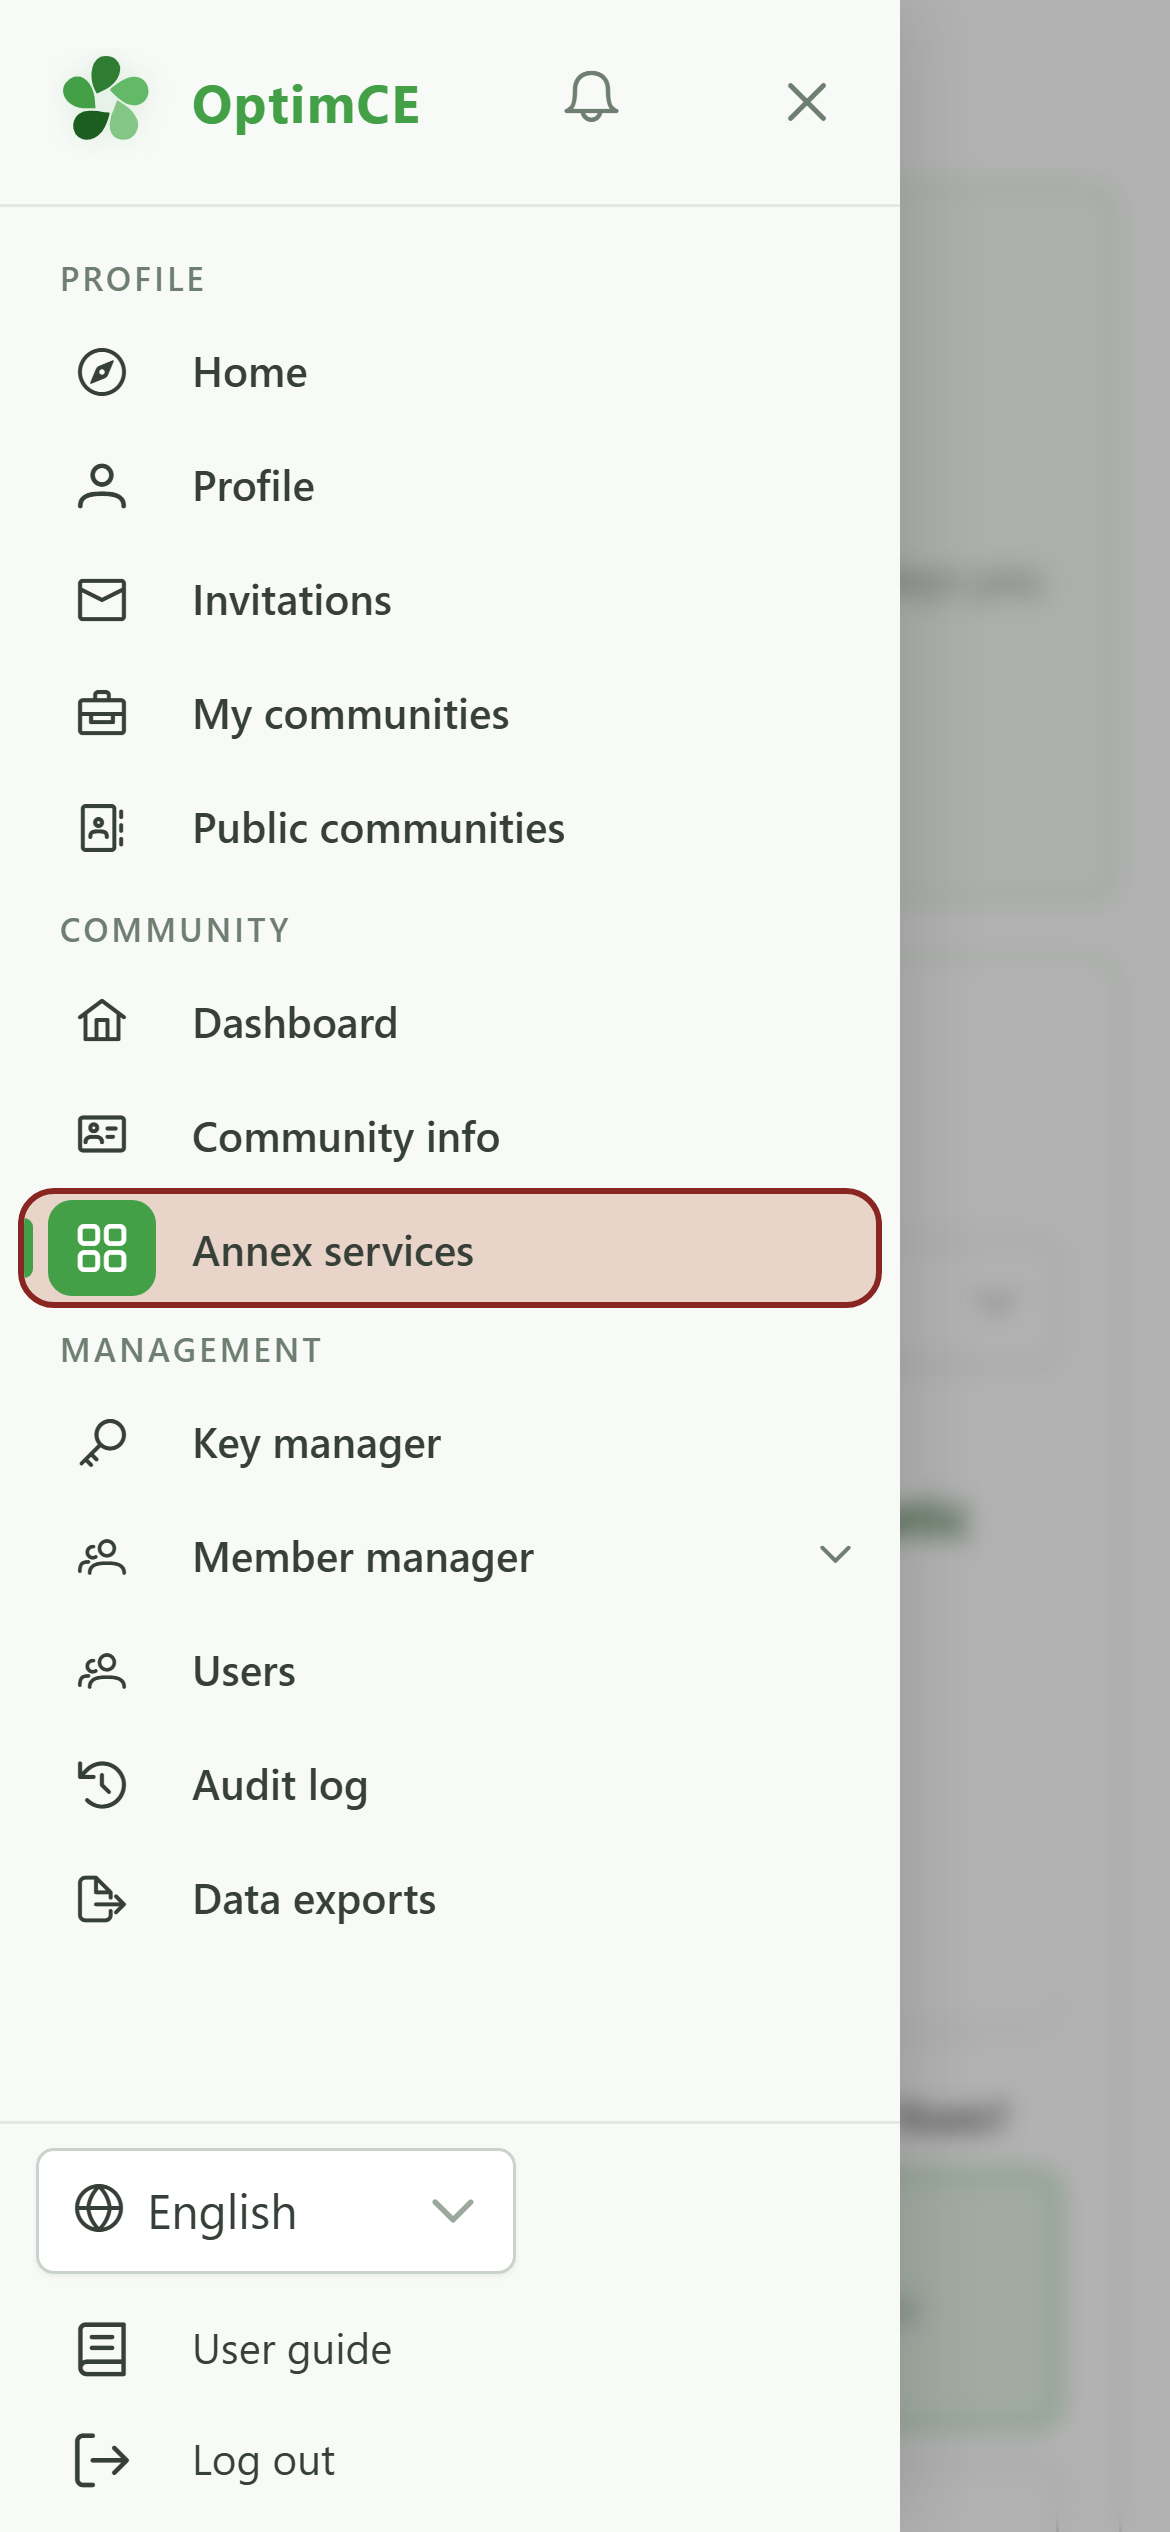 OptimCE
PROFILE
Home
Profile
Invitations
My communities
Public communities
COMMUNITY
Dashboard
Community info
Annex services
MANAGEMENT
Key manager
Member manager
Users
Audit log
Data exports
English
User guide
Log out